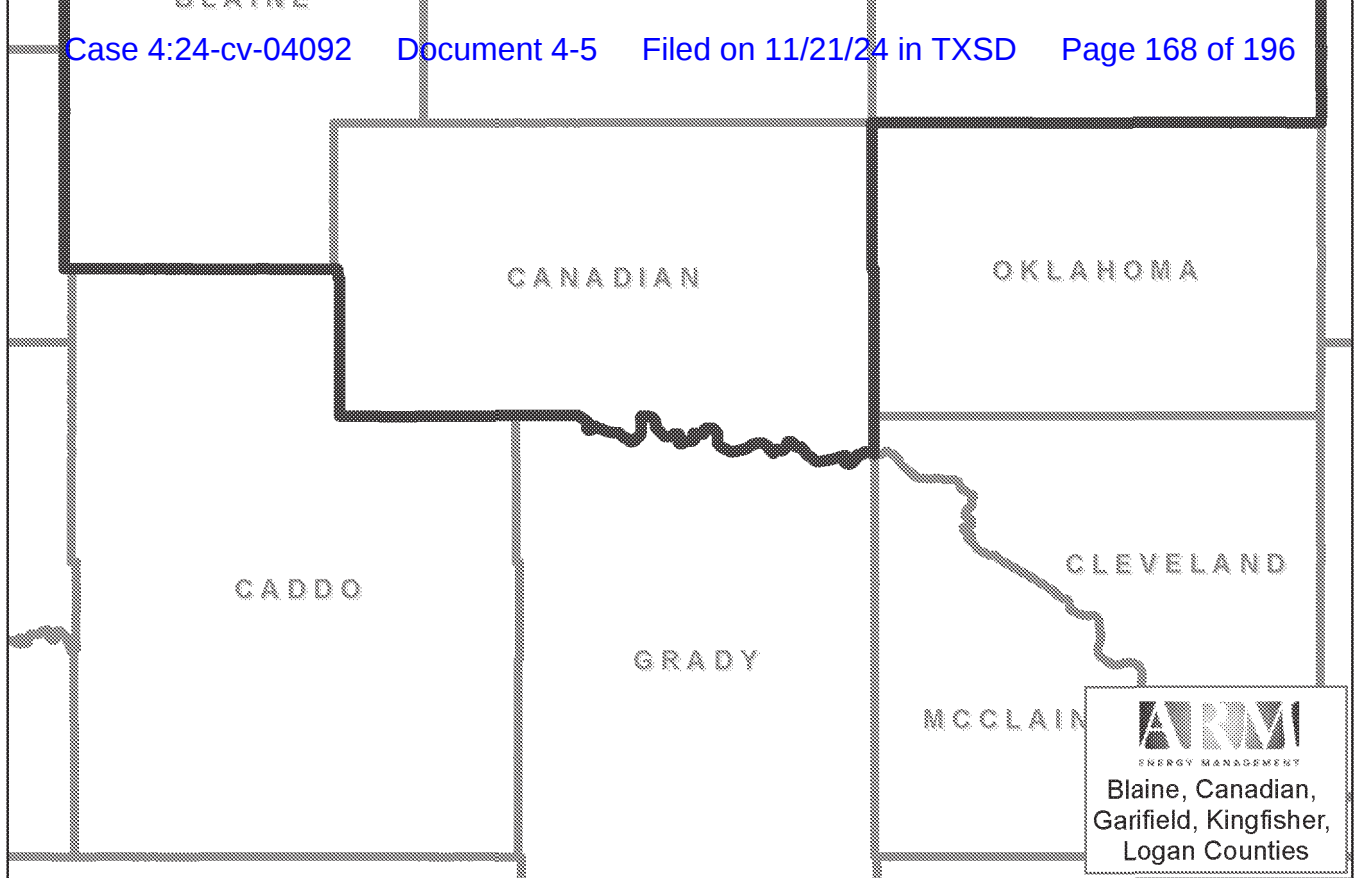 BLAINE
Case 4:24-cv-04092 Document 4-5 Filed on 11/21/24 in TXSD Page 168 of 196
CANADIAN
OKLAHOMA
CLEVELAND
CADDO
GRADY
MCCLAIN
ARM
ENERGY MANAGEMENT
Blaine, Canadian,
Garifield, Kingfisher,
Logan Counties